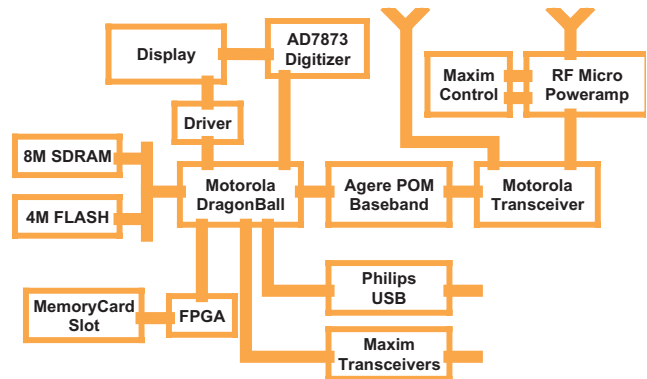 Display
AD7873
Digitizer
Maxim
Control
RF Micro
Poweramp
Driver
8M SDRAM
4M FLASH
Motorola
DragonBall
Agere POM
Baseband
Motorola
Transceiver
Philips
USB
MemoryCard
Slot
FPGA
Maxim
Transceivers